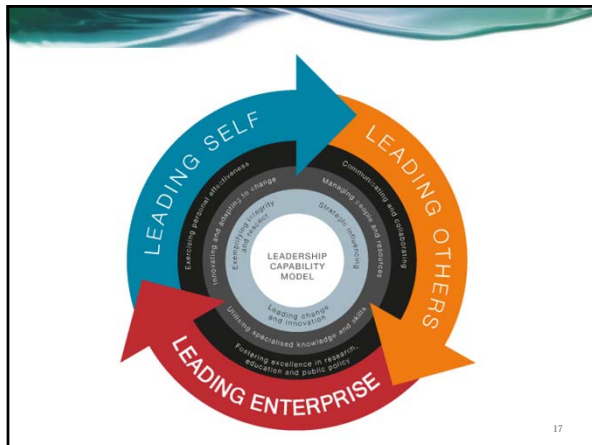 LEADING SELF
LEADING OTHERS
LEADING ENTERPRISE
Exercising personal effectiveness
Innovating and adapting to change
Exemplifying integrity
and respect
Communicating and collaborating
Managing people and resources
Strategic influencing
LEADERSHIP
CAPABILITY
MODEL
Leading change
and innovation
Utilising specialised knowledge and skills
Fostering excellence in research,
education and public policy
17